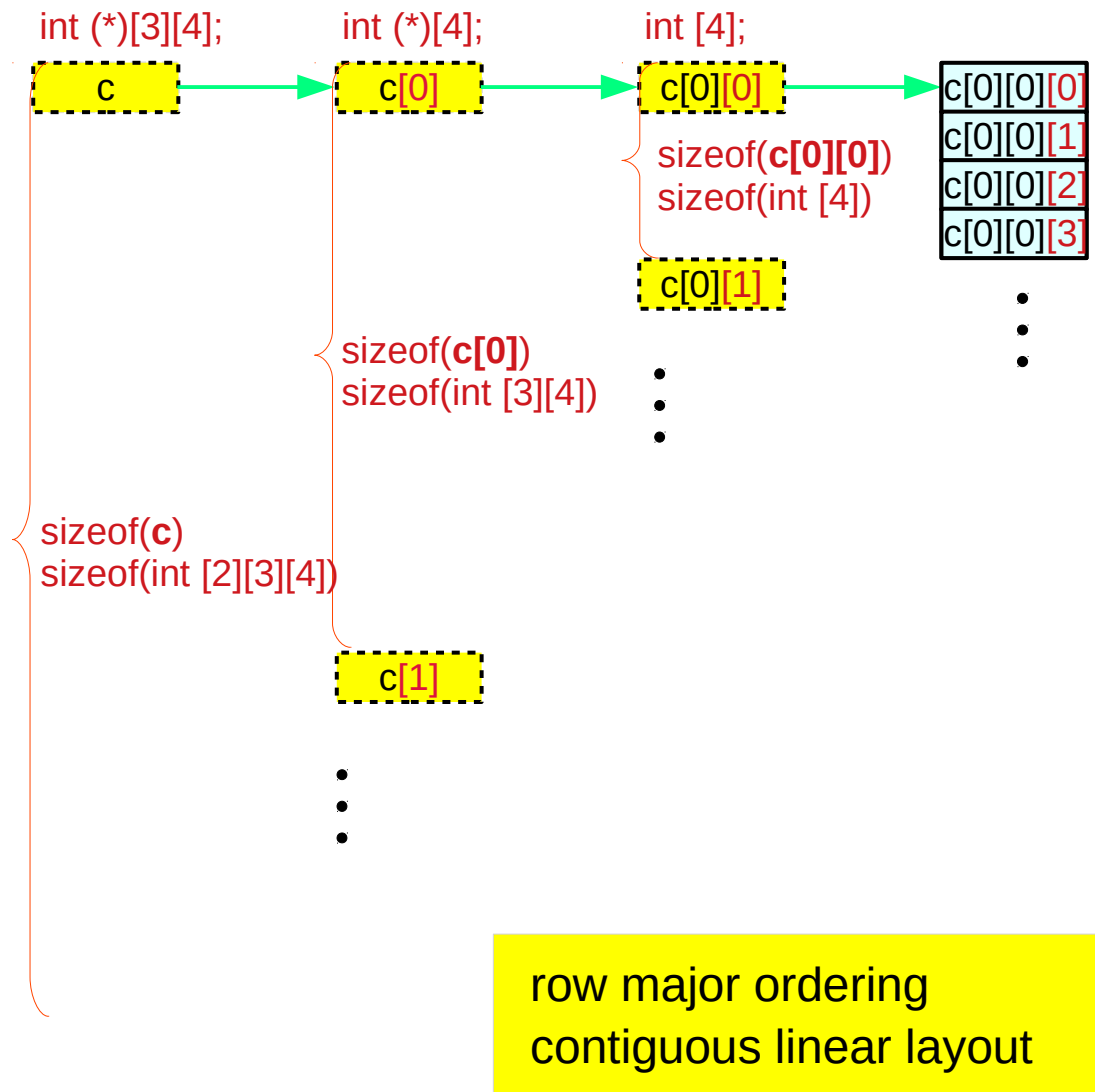 int (*)[3][4];
int (*)[4];
int [4];
c
c[0]
c[0][0]
c[0][0][0]
c[0][0][1]
c[0][0][2]
c[0][0][3]
sizeof(c[0][0])
sizeof(int [4])
c[0][1]
sizeof(c[0])
sizeof(int [3][4])
sizeof(c)
sizeof(int [2][3][4])
c[1]
row major ordering
contiguous linear layout